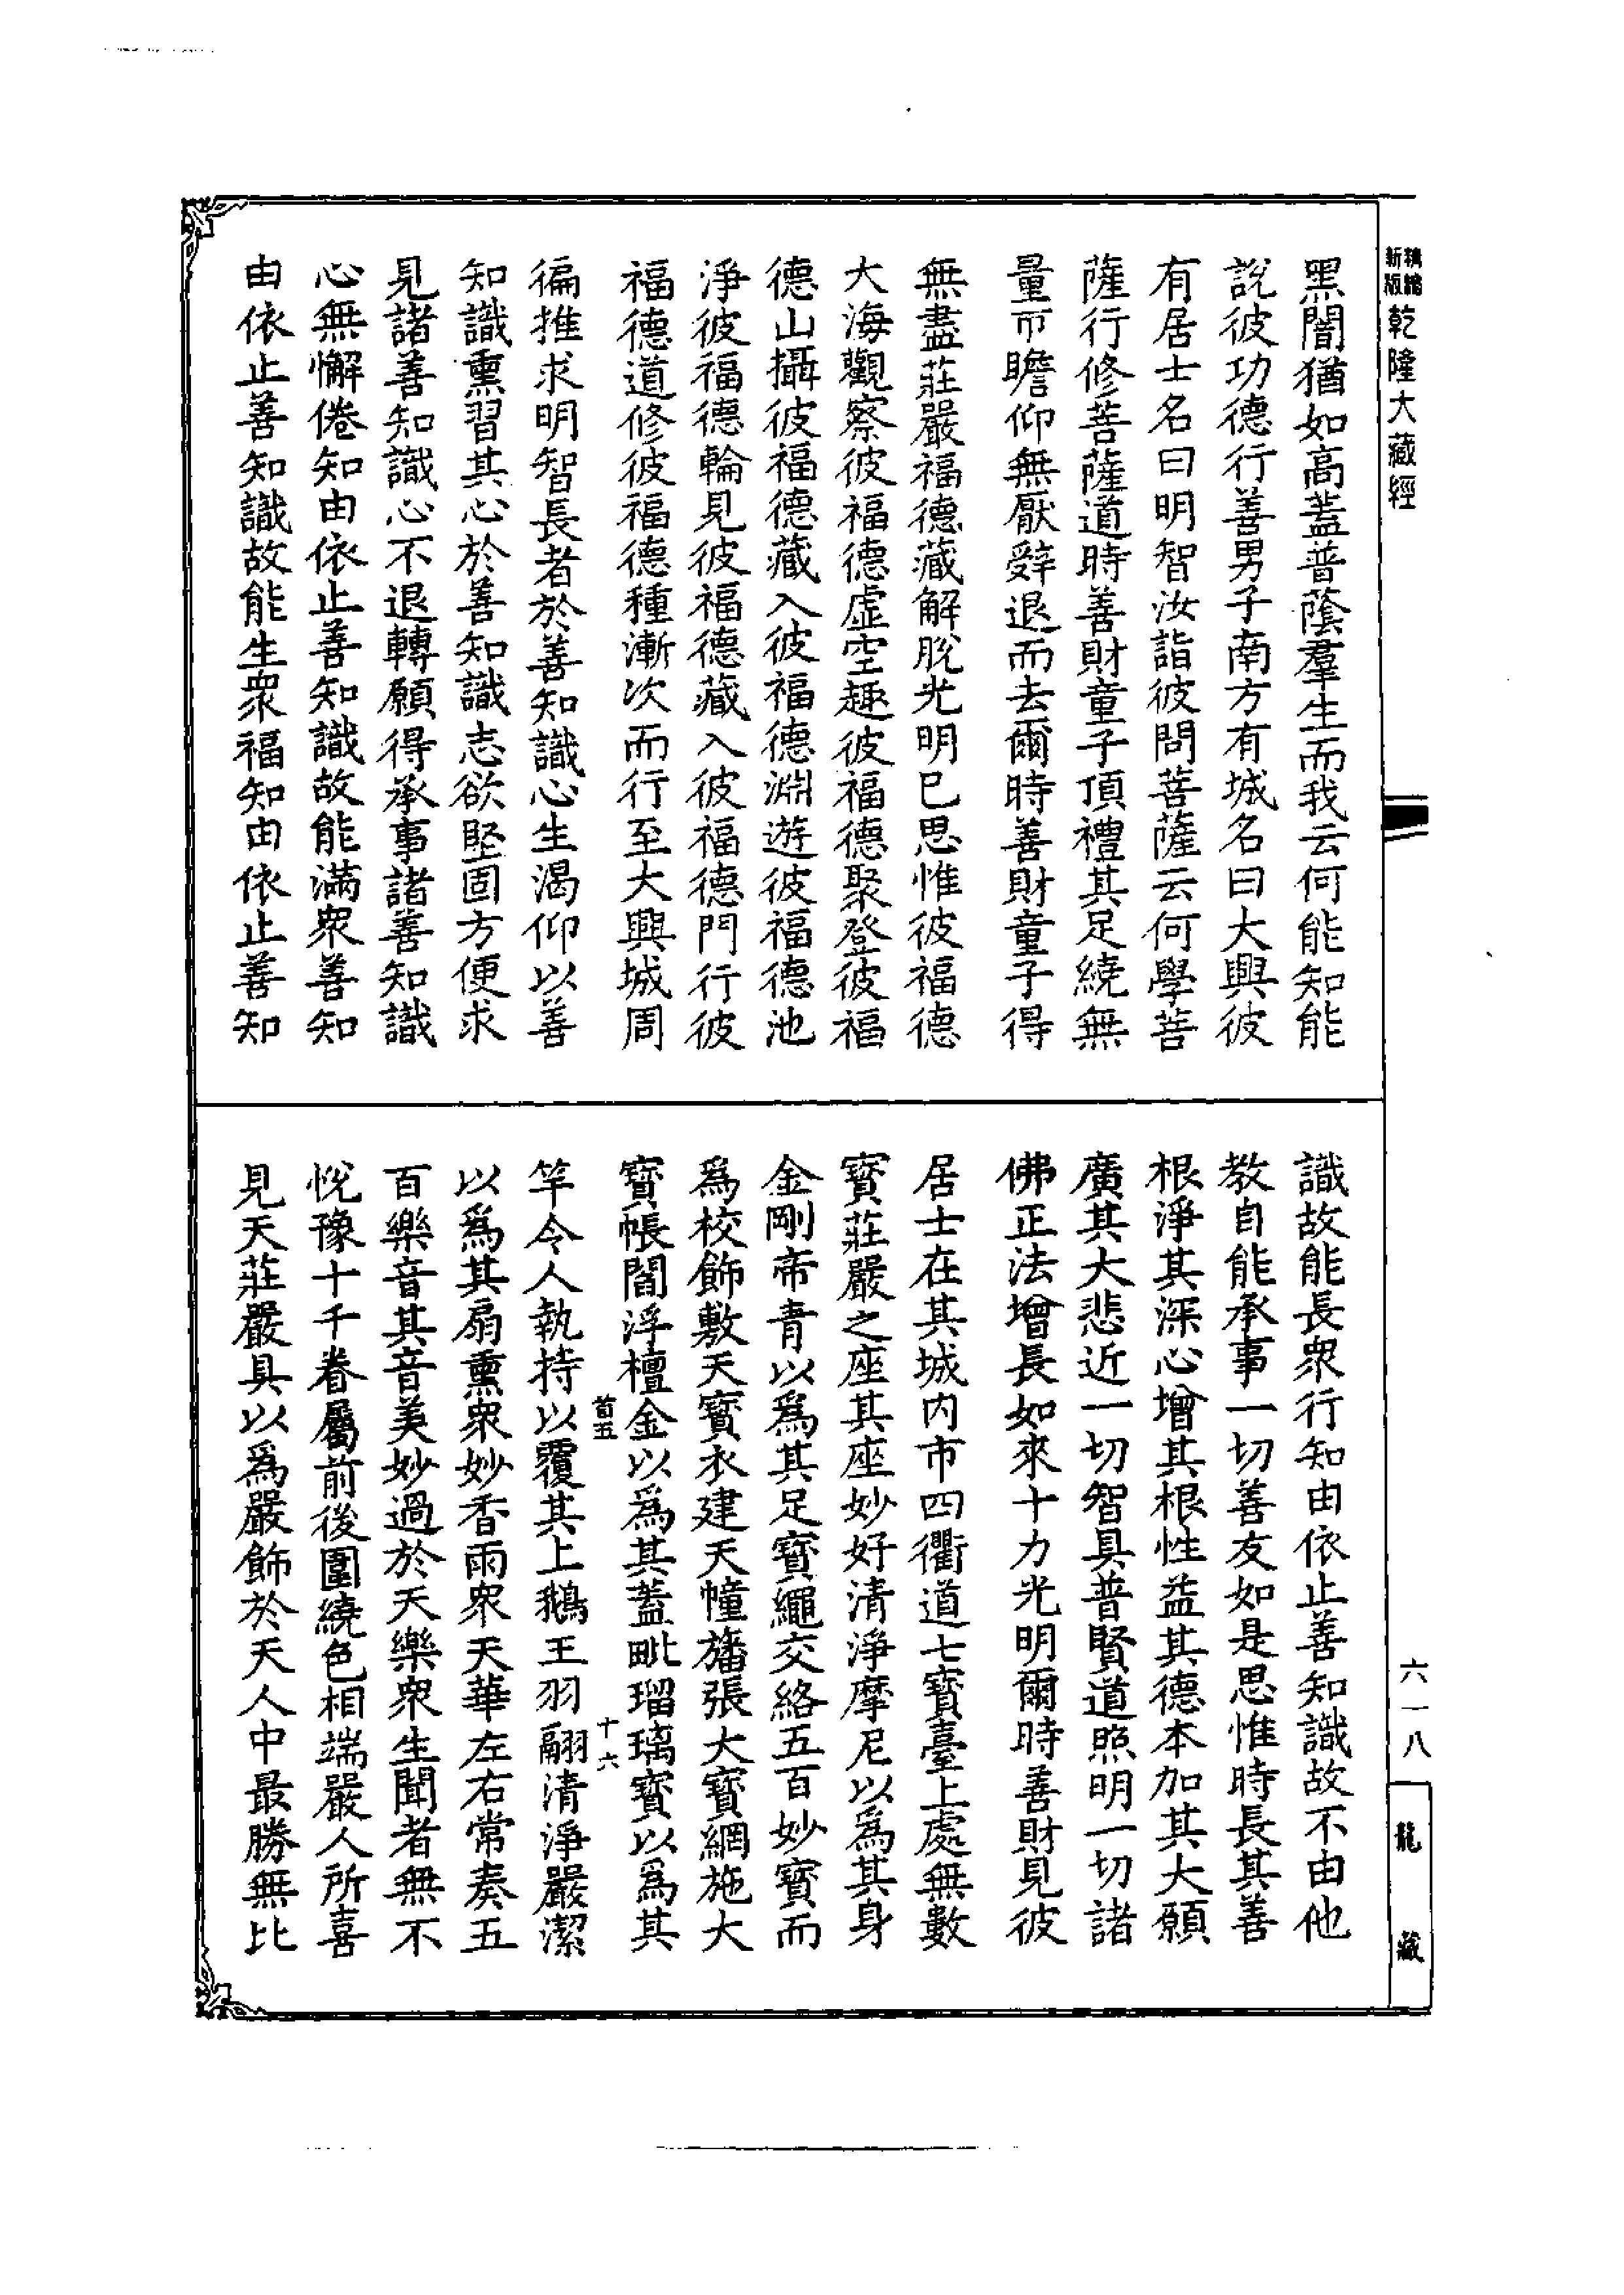 精縮新版乾隆大藏經
黑闇猶如高蓋普蔭羣生而我云何能知能
說彼功德行善男子南方有城名曰大興彼
有居士名曰明智汝詣彼問菩薩云何學菩
薩行修菩薩道時善財童子頂禮其足繞無
量帀瞻仰無厭辭退而去爾時善財童子得
無盡莊嚴福德藏解脫光明已思惟彼福德
大海觀察彼福德虛空趣彼福德聚登彼福
德山攝彼福德藏入彼福德淵遊彼福德池
淨彼福德輪見彼福德藏入彼福德門行彼
福德道修彼福德種漸次而行至大興城周
徧推求明智長者於善知識心生渴仰以善
知識熏習其心於善知識志欲堅固方便求
見諸善知識心不退轉願得承事諸善知識
心無懈倦知由依止善知識故能滿衆善知
由依止善知識故能生衆福知由依止善知
識故能長衆行知由依止善知識故不由他
教自能承事一切善友如是思惟時長其善
根淨其深心增其根性益其德本加其大願
廣其大悲近一切智具普賢道照明一切諸
佛正法增長如來十力光明爾時善財見彼
居士在其城內市四衢道七寶臺上處無數
寶莊嚴之座其座妙好清淨摩尼以為其身
金剛帝青以為其足寶繩交絡五百妙寶而
為校飾敷天寶衣建天幢旛張大寶網施大
寶帳閻浮檀金以為其蓋毗瑠璃寶以為其
首五
十六
竿令人執持以覆其上鵝王羽翮清淨嚴潔
以為其扇熏衆妙香雨衆天華左右常奏五
百樂音其音美妙過於天樂衆生聞者無不
悅豫十千眷屬前後圍繞色相端嚴人所喜
見天莊嚴具以為嚴飾於天人中最勝無比
六一八
龍藏